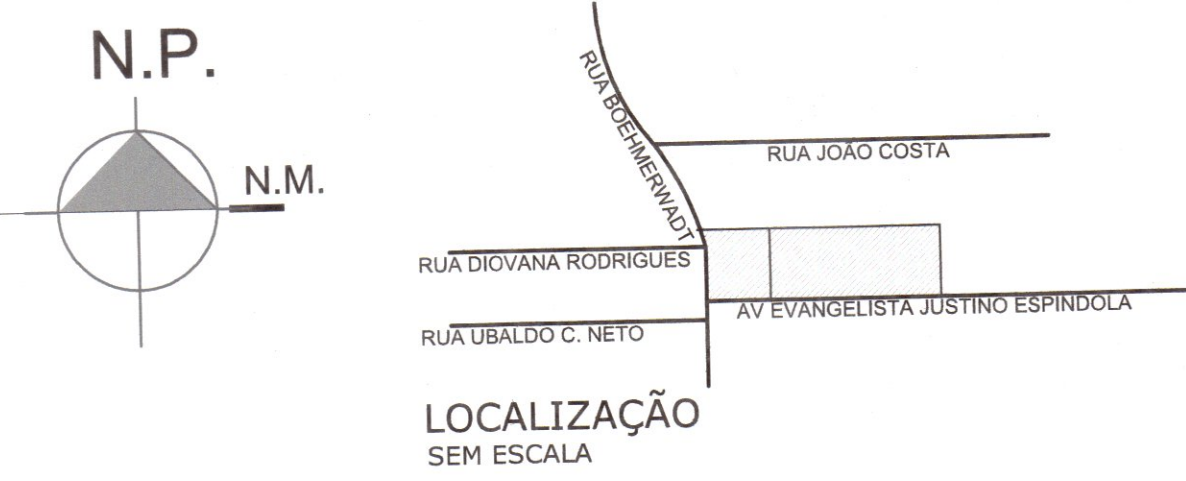 N.P.
N.M.
RUA BOEHMERWADT
RUA JOÃO COSTA
RUA DIOVANA RODRIGUES
AV EVANGELISTA JUSTINO ESPINDOLA
RUA UBALDO C. NETO
LOCALIZAÇÃO
SEM ESCALA